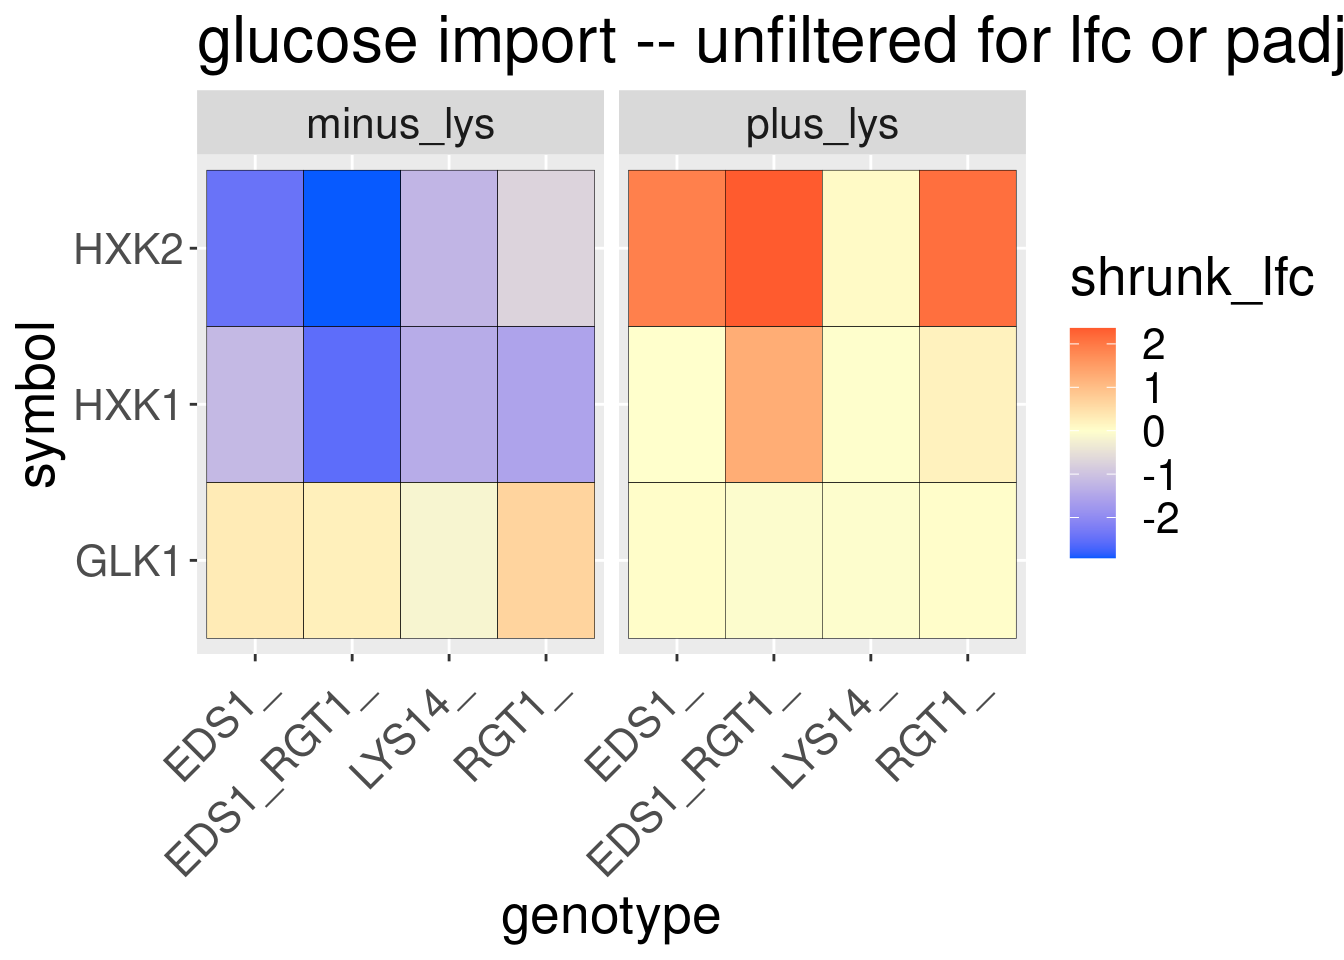 glucose import -- unfiltered for lfc or padj
minus_lys
plus_lys
symbol
HXK2
HXK1
GLK1
EDS1_
EDS1_RGT1_
LYS14_
RGT1_
EDS1_
EDS1_RGT1_
LYS14_
RGT1_
genotype
shrunk_lfc
2
1
0
-1
-2